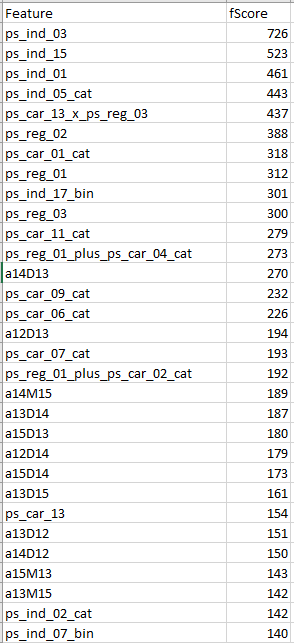 Feature fScore
ps_ind_03 726
ps_ind_15 523
ps_ind_01 461
ps_ind_05_cat 443
ps_car_13_x_ps_reg_03 437
ps_reg_02 388
ps_car_01_cat 318
ps_reg_01 312
ps_ind_17_bin 301
ps_reg_03 300
ps_car_11_cat 279
ps_reg_01_plus_ps_car_04_cat 273
a14D13 270
ps_car_09_cat 232
ps_car_06_cat 226
a12D13 194
ps_car_07_cat 193
ps_reg_01_plus_ps_car_02_cat 192
a14M15 189
a13D14 187
a15D13 180
a12D14 179
a15D14 173
a13D15 161
ps_car_13 154
a13D12 151
a14D12 150
a15M13 143
a13M15 142
ps_ind_02_cat 142
ps_ind_07_bin 140